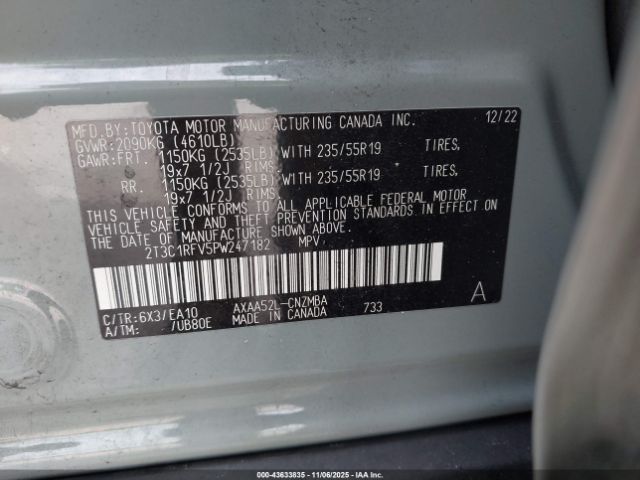 MFD.BY:TOYOTA MOTOR MANUFACTURING CANADA INC. 12/22
GVWR:2090KG (4610LB)
GAWR:FRT. 1150KG (2535LB) WITH 235/55R19 TIRES,
19x7 1/2J RIMS
RR. 1150KG (2535LB) WITH 235/55R19 TIRES,
19x7 1/2J RIMS
THIS VEHICLE CONFORMS TO ALL APPLICABLE FEDERAL MOTOR
VEHICLE SAFETY AND THEFT PREVENTION STANDARDS IN EFFECT
ON THE DATE OF MANUFACTURE SHOWN ABOVE.
2T3C1RFV5PW247182 MPV
C/TR:6X3/EA10 AXAA52L-CNZMBA A
A/TM: /UB80E MADE IN CANADA 733
000-43633835 - 11/06/2025 - IAAI VEHICLE